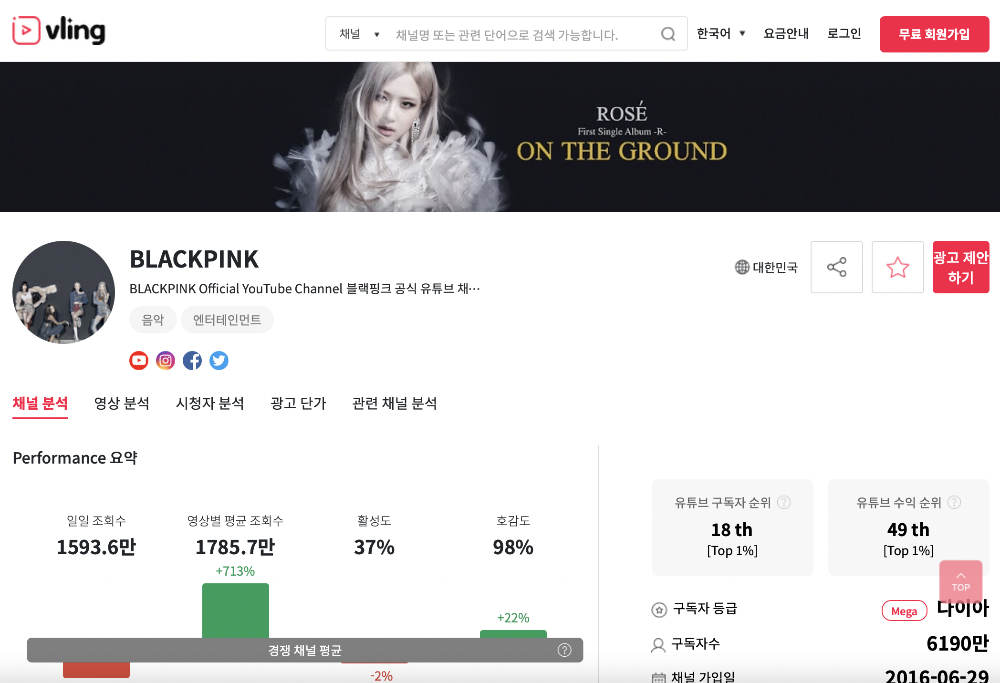 vling
채널 ▼ 채널명 또는 관련 단어으로 검색 가능합니다. 한국어 ▼ 요금안내 로그인 무료 회원가입
ROSÉ
First Single Album -R-
ON THE GROUND
BLACKPINK
BLACKPINK Official YouTube Channel 블랙핑크 공식 유튜브 채…
음악 엔터테인먼트
대한민국
광고 제안
하기
채널 분석 영상 분석 시청자 분석 광고 단가 관련 채널 분석
Performance 요약
일일 조회수 영상별 평균 조회수 활성도 호감도
1593.6만 1785.7만 37% 98%
+713%
+22%
경쟁 채널 평균 ?
-2%
유튜브 구독자 순위 ?
18 th
[Top 1%]
유튜브 수익 순위 ?
49 th
[Top 1%]
TOP
구독자 등급 Mega 다이아
구독자수 6190만
채널 가입일 2016-06-29